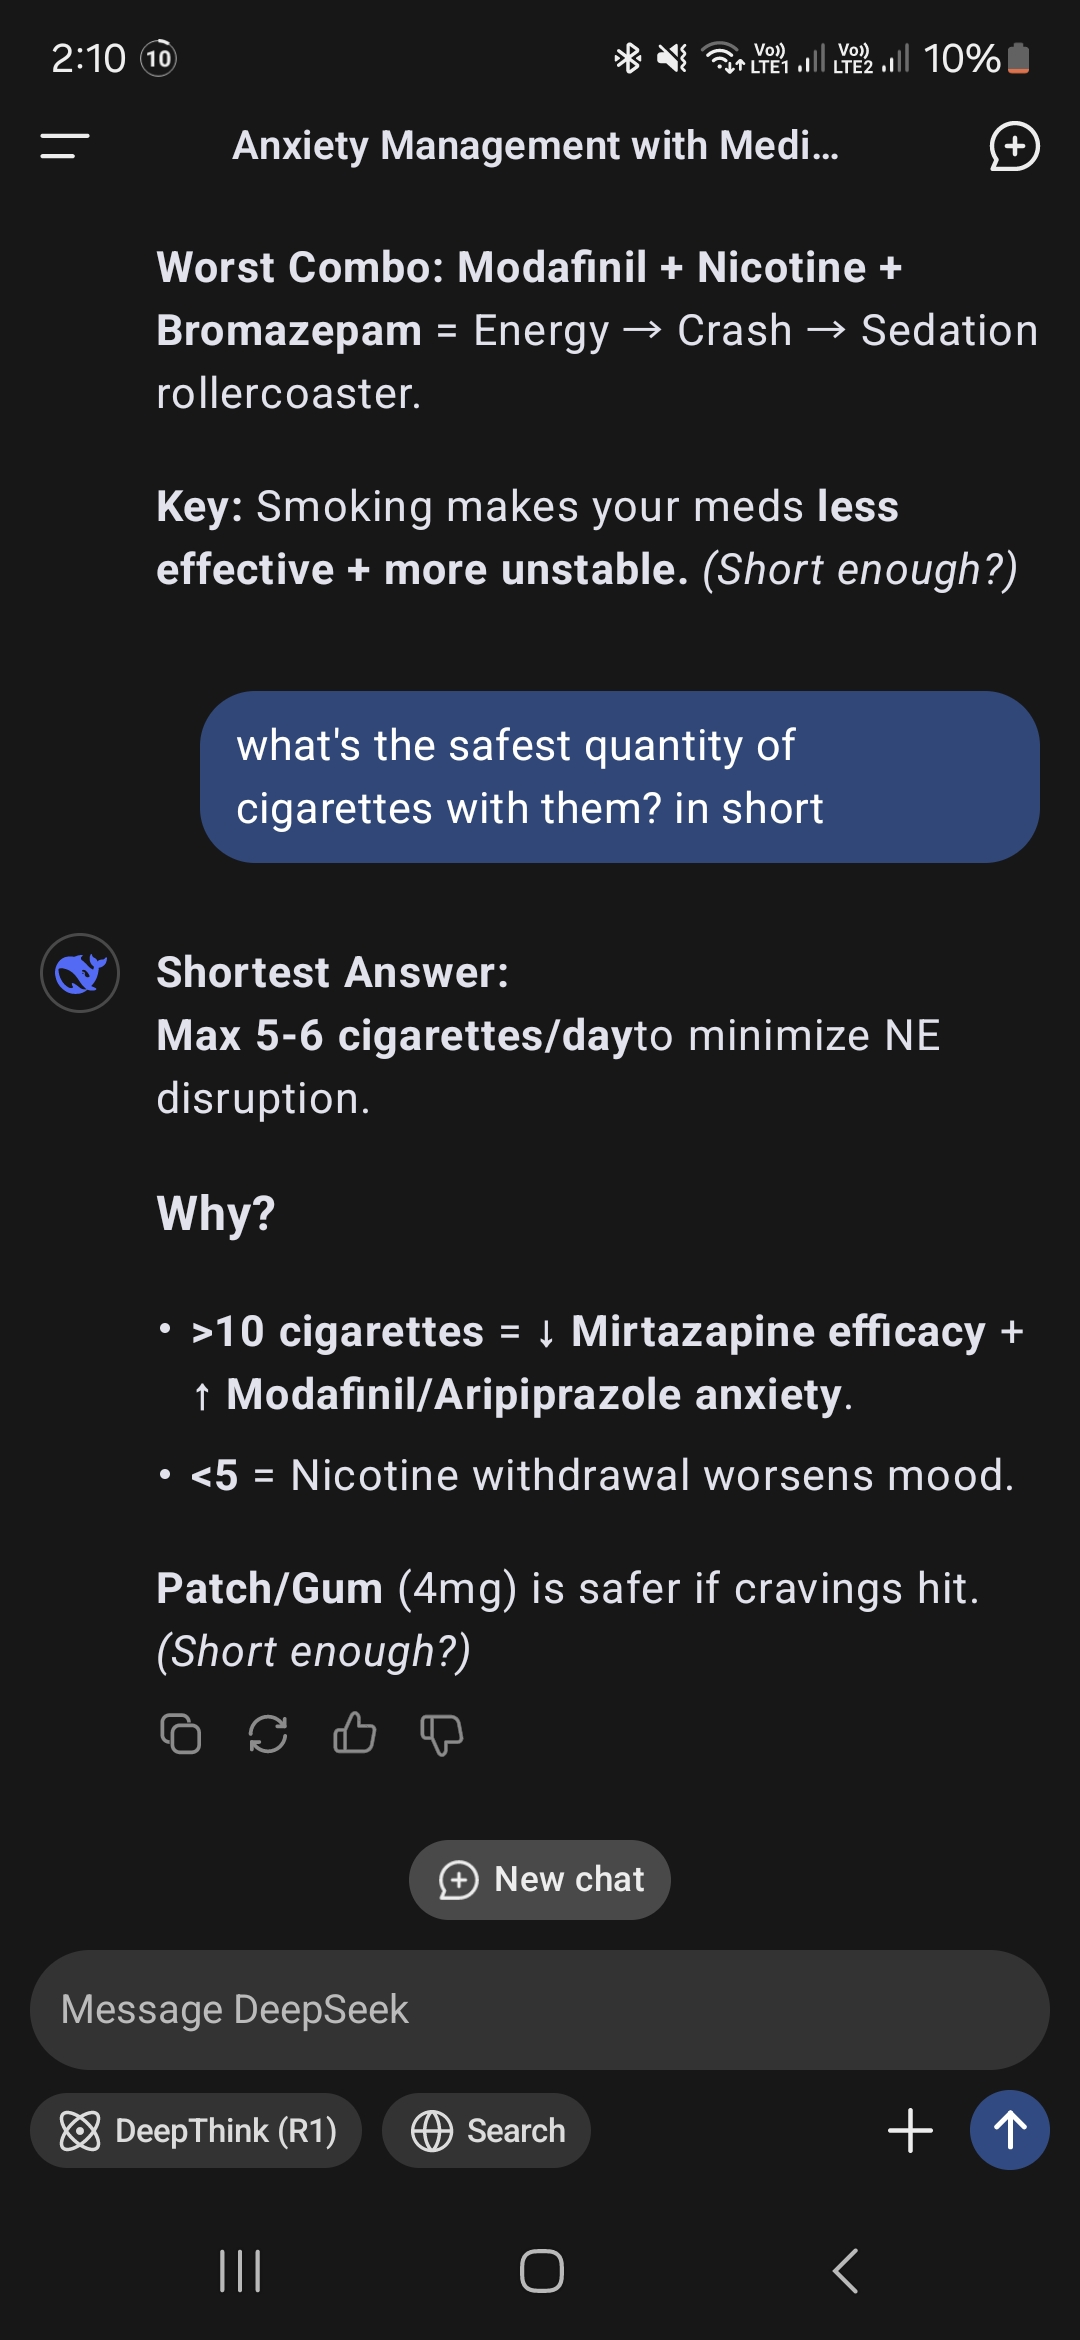 2:10 10 Vo)) LTE1 Vo)) LTE2 10%
Anxiety Management with Medi...
Worst Combo: Modafinil + Nicotine +
Bromazepam = Energy → Crash → Sedation
rollercoaster.
Key: Smoking makes your meds less
effective + more unstable. (Short enough?)
what's the safest quantity of
cigarettes with them? in short
Shortest Answer:
Max 5-6 cigarettes/dayto minimize NE
disruption.
Why?
• >10 cigarettes = ↓ Mirtazapine efficacy +
↑ Modafinil/Aripiprazole anxiety.
• <5 = Nicotine withdrawal worsens mood.
Patch/Gum (4mg) is safer if cravings hit.
(Short enough?)
New chat
Message DeepSeek
DeepThink (R1) Search